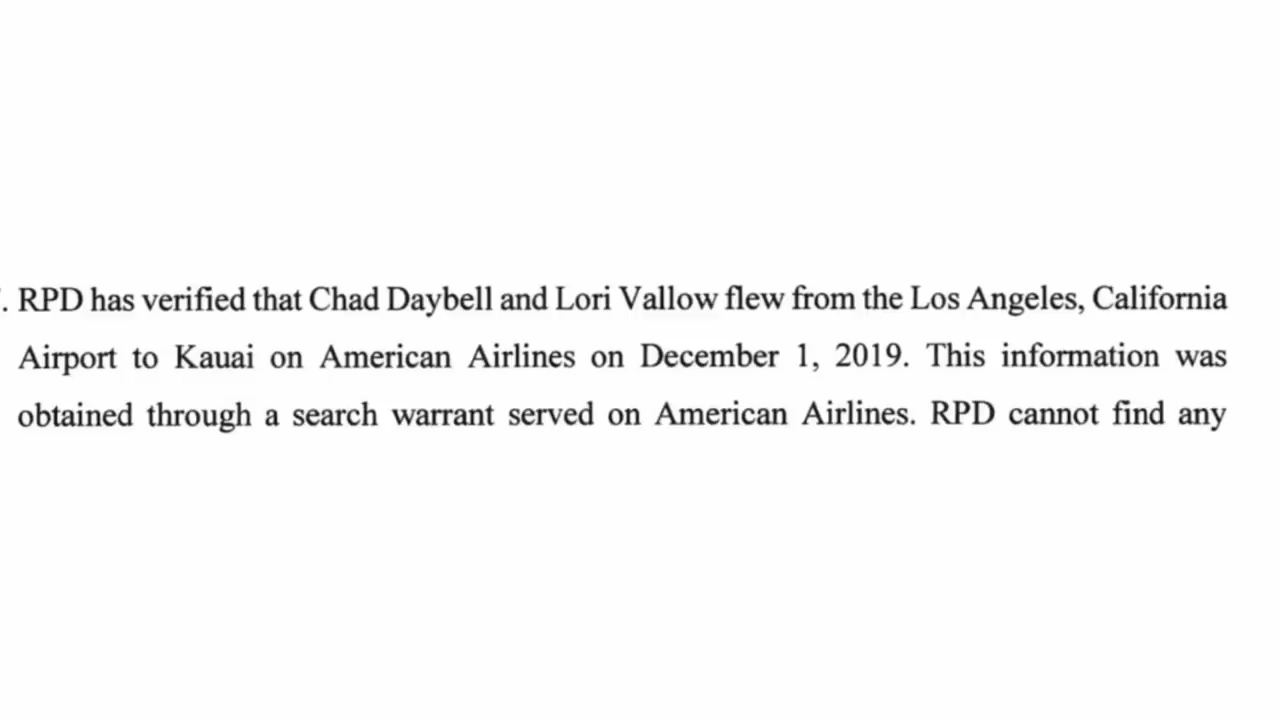 . RPD has verified that Chad Daybell and Lori Vallow flew from the Los Angeles, California
Airport to Kauai on American Airlines on December 1, 2019. This information was
obtained through a search warrant served on American Airlines. RPD cannot find any